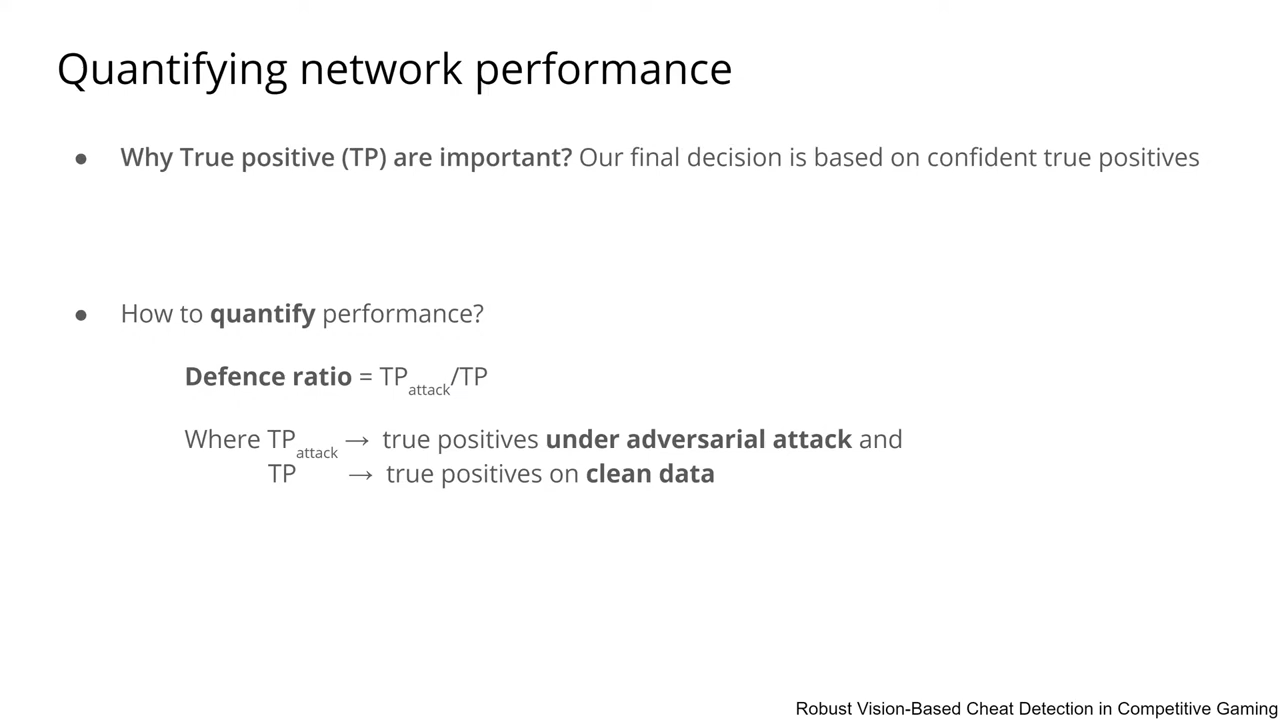 Quantifying network performance
● Why True positive (TP) are important? Our final decision is based on confident true positives
● How to quantify performance?
Defence ratio = TPattack/TP
Where TPattack → true positives under adversarial attack and
TP → true positives on clean data
Robust Vision-Based Cheat Detection in Competitive Gaming